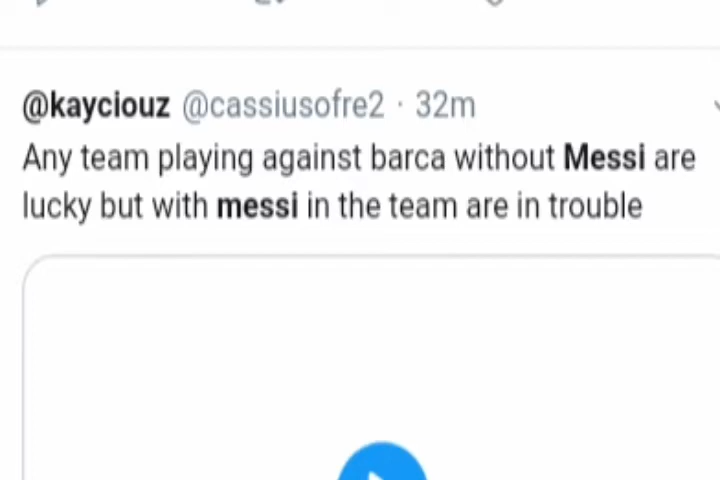 @kayciouz @cassiusofre2 · 32m
Any team playing against barca without Messi are
lucky but with messi in the team are in trouble